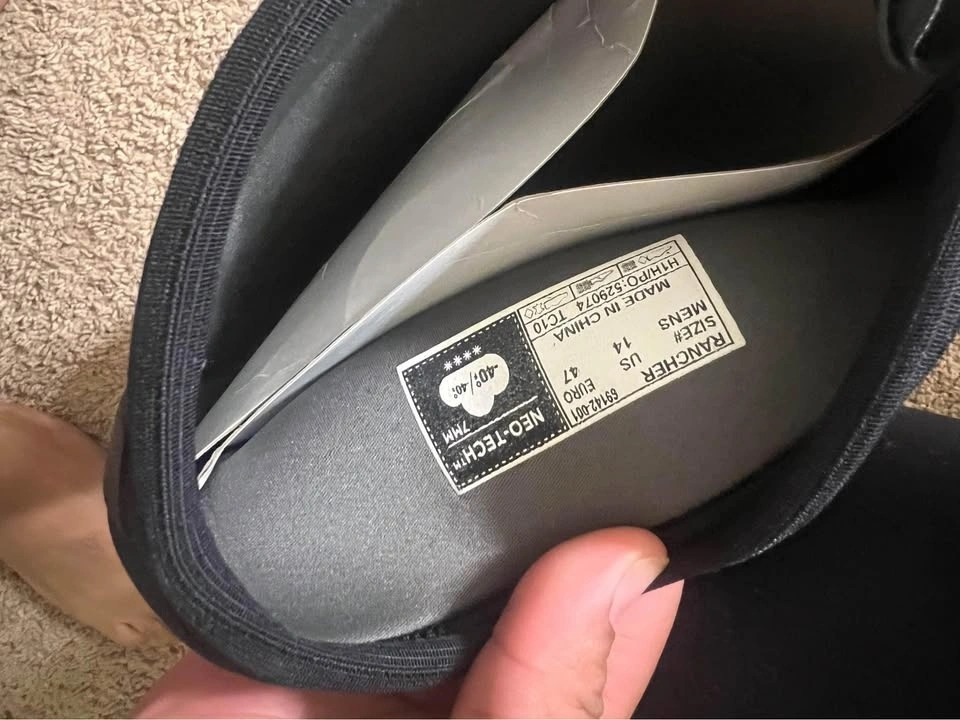 RANCHER 69142-001
SIZE# US EURO
MENS 14 47
MADE IN CHINA
H1H/PO:529074 TC10
NEO-TECH™
7MM
-40°/-40°